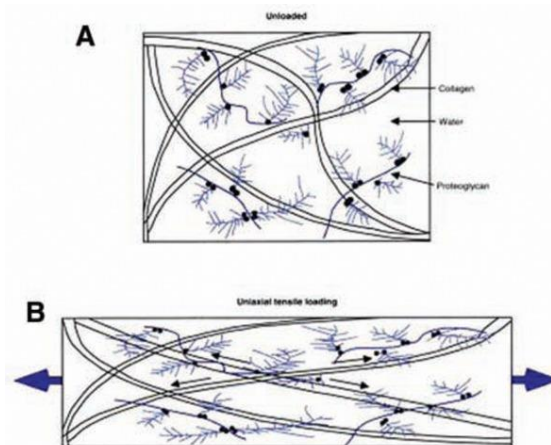 Unloaded
A
Collagen
Water
Proteoglycan
Uniaxial tensile loading
B